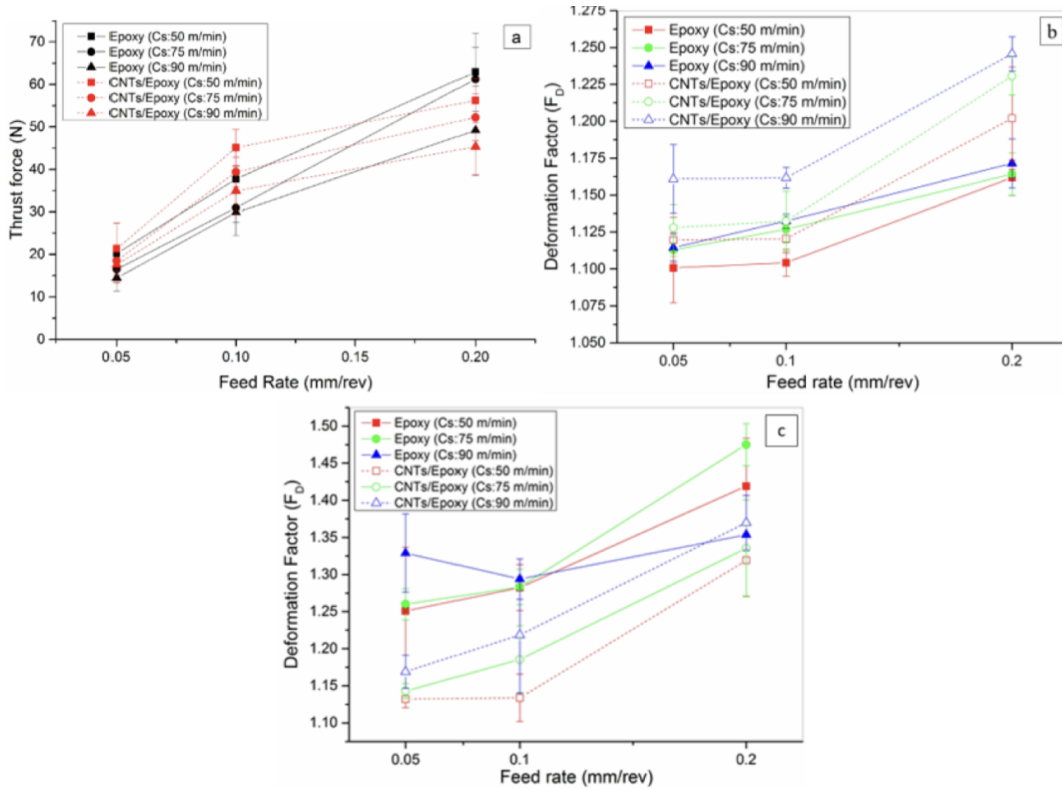 a
Epoxy (Cs:50 m/min)
Epoxy (Cs:75 m/min)
Epoxy (Cs:90 m/min)
CNTs/Epoxy (Cs:50 m/min)
CNTs/Epoxy (Cs:75 m/min)
CNTs/Epoxy (Cs:90 m/min)
Thrust force (N)
70
60
50
40
30
20
10
0
0.05
0.10
0.15
0.20
Feed Rate (mm/rev)
b
Epoxy (Cs:50 m/min)
Epoxy (Cs:75 m/min)
Epoxy (Cs:90 m/min)
CNTs/Epoxy (Cs:50 m/min)
CNTs/Epoxy (Cs:75 m/min)
CNTs/Epoxy (Cs:90 m/min)
Deformation Factor (F_D)
1.275
1.250
1.225
1.200
1.175
1.150
1.125
1.100
1.075
1.050
0.05
0.1
0.2
Feed rate (mm/rev)
c
Epoxy (Cs:50 m/min)
Epoxy (Cs:75 m/min)
Epoxy (Cs:90 m/min)
CNTs/Epoxy (Cs:50 m/min)
CNTs/Epoxy (Cs:75 m/min)
CNTs/Epoxy (Cs:90 m/min)
Deformation Factor (F_D)
1.50
1.45
1.40
1.35
1.30
1.25
1.20
1.15
1.10
0.05
0.1
0.2
Feed rate (mm/rev)